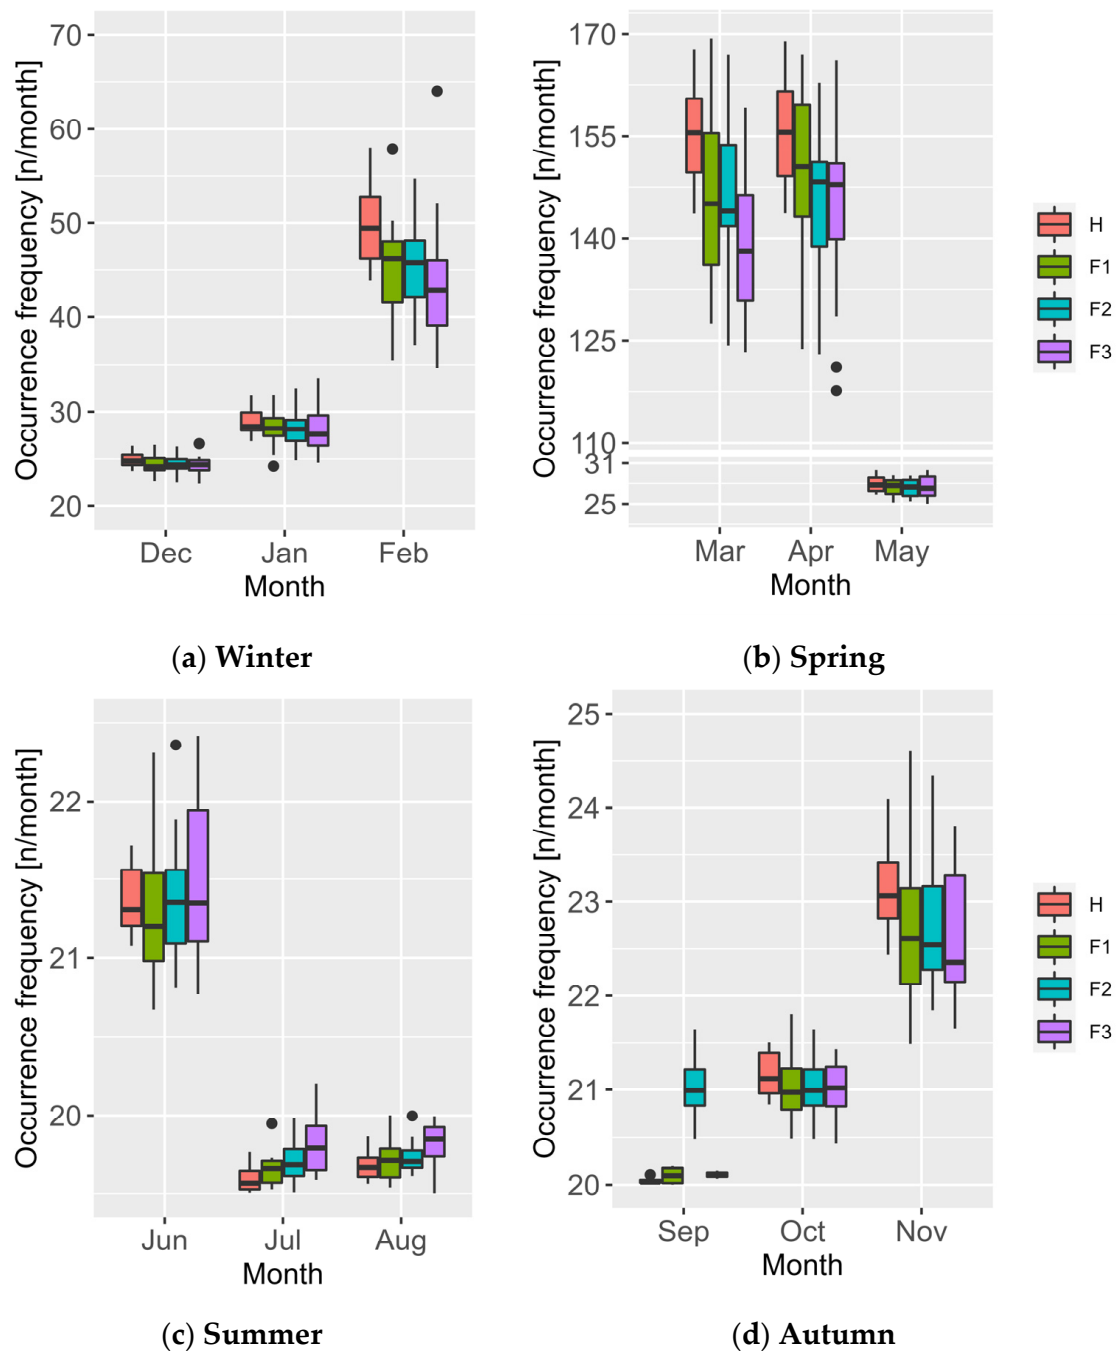 Occurrence frequency [n/month]
70
60
50
40
30
20
Dec Jan Feb
Month
(a) Winter
Occurrence frequency [n/month]
170
155
140
125
110
31
25
Mar Apr May
Month
(b) Spring
H
F1
F2
F3
Occurrence frequency [n/month]
22
21
20
Jun Jul Aug
Month
(c) Summer
Occurrence frequency [n/month]
25
24
23
22
21
20
Sep Oct Nov
Month
(d) Autumn
H
F1
F2
F3